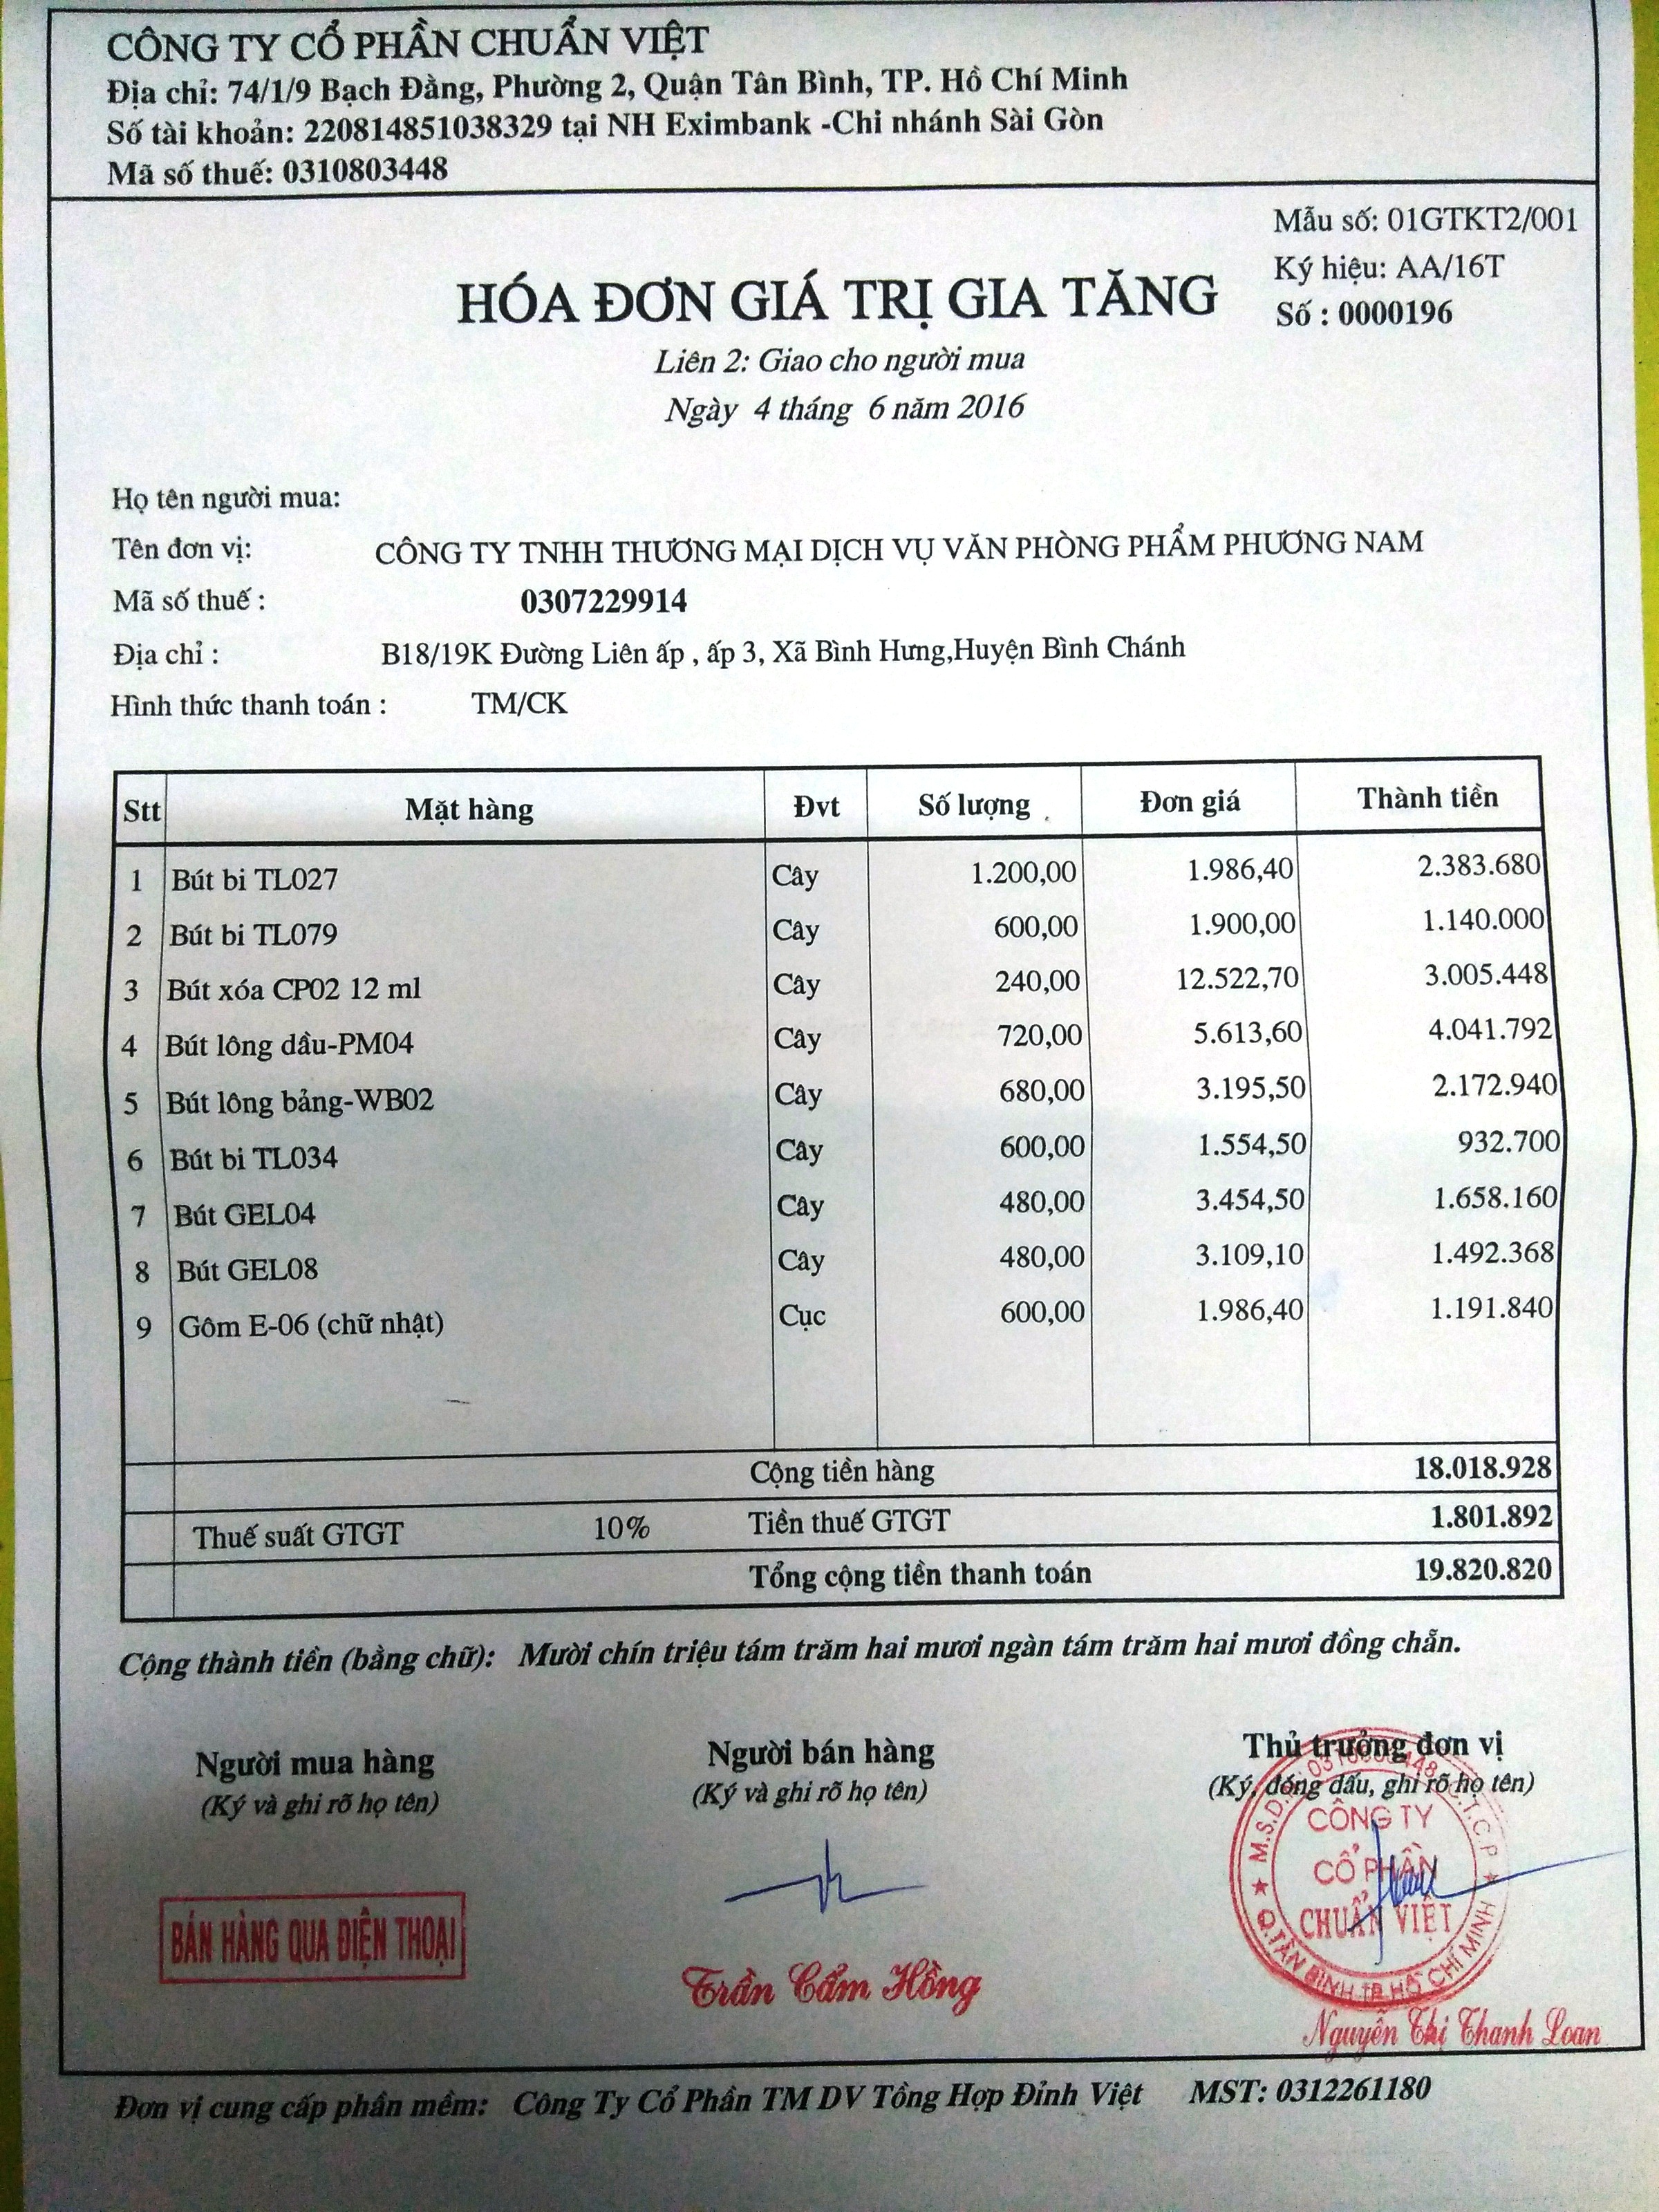 CÔNG TY CỔ PHẦN CHUẨN VIỆT
Địa chỉ: 74/1/9 Bạch Đằng, Phường 2, Quận Tân Bình, TP. Hồ Chí Minh
Số tài khoản: 220814851038329 tại NH Eximbank -Chi nhánh Sài Gòn
Mã số thuế: 0310803448
Mẫu số: 01GTKT2/001
Ký hiệu: AA/16T
Số : 0000196
HÓA ĐƠN GIÁ TRỊ GIA TĂNG
Liên 2: Giao cho người mua
Ngày 4 tháng 6 năm 2016
Họ tên người mua:
Tên đơn vị: CÔNG TY TNHH THƯƠNG MẠI DỊCH VỤ VĂN PHÒNG PHẨM PHƯƠNG NAM
Mã số thuế : 0307229914
Địa chỉ : B18/19K Đường Liên ấp , ấp 3, Xã Bình Hưng,Huyện Bình Chánh
Hình thức thanh toán : TM/CK
Stt Mặt hàng Đvt Số lượng Đơn giá Thành tiền
1 Bút bi TL027 Cây 1.200,00 1.986,40 2.383.680
2 Bút bi TL079 Cây 600,00 1.900,00 1.140.000
3 Bút xóa CP02 12 ml Cây 240,00 12.522,70 3.005.448
4 Bút lông dầu-PM04 Cây 720,00 5.613,60 4.041.792
5 Bút lông bảng-WB02 Cây 680,00 3.195,50 2.172.940
6 Bút bi TL034 Cây 600,00 1.554,50 932.700
7 Bút GEL04 Cây 480,00 3.454,50 1.658.160
8 Bút GEL08 Cây 480,00 3.109,10 1.492.368
9 Gôm E-06 (chữ nhật) Cục 600,00 1.986,40 1.191.840
Cộng tiền hàng 18.018.928
Thuế suất GTGT 10% Tiền thuế GTGT 1.801.892
Tổng cộng tiền thanh toán 19.820.820
Cộng thành tiền (bằng chữ): Mười chín triệu tám trăm hai mươi ngàn tám trăm hai mươi đồng chẵn.
Người mua hàng Người bán hàng Thủ trưởng đơn vị
(Ký và ghi rõ họ tên) (Ký và ghi rõ họ tên) (Ký, đóng dấu, ghi rõ họ tên)
CÔNG TY
CỔ PHẦN
CHUẨN VIỆT
Q.TÂN BÌNH-TP.HỒ CHÍ MINH
BÁN HÀNG QUA ĐIỆN THOẠI
Trần Cẩm Hồng
Nguyễn Thị Thanh Loan
Đơn vị cung cấp phần mềm: Công Ty Cổ Phần TM DV Tổng Hợp Đỉnh Việt MST: 0312261180